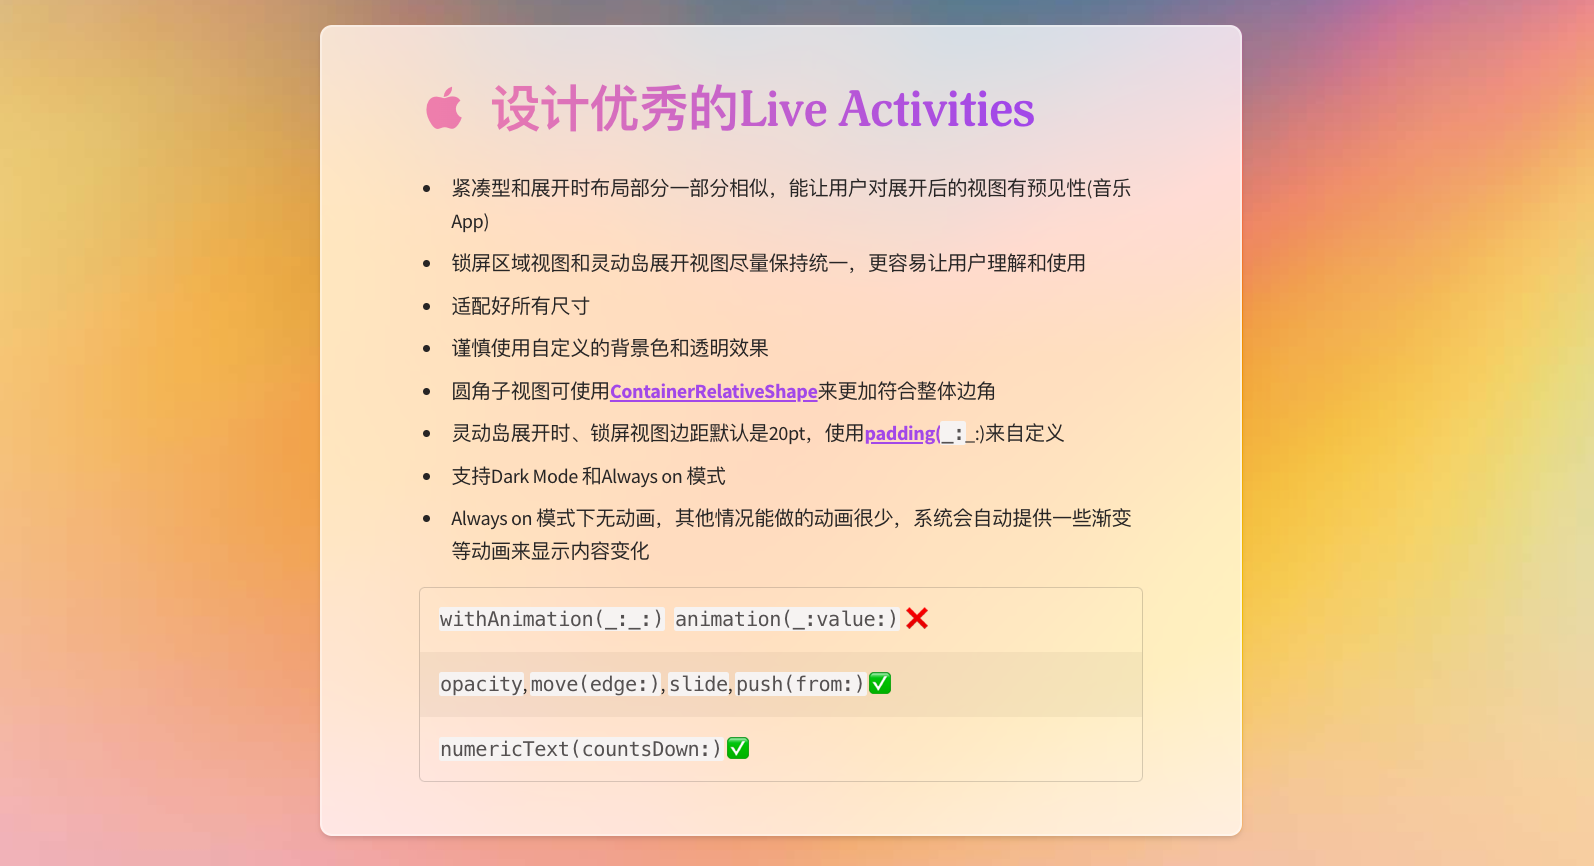 设计优秀的Live Activities
紧凑型和展开时布局部分一部分相似，能让用户对展开后的视图有预见性(音乐
App)
锁屏区域视图和灵动岛展开视图尽量保持统一，更容易让用户理解和使用
适配好所有尺寸
谨慎使用自定义的背景色和透明效果
圆角子视图可使用ContainerRelativeShape来更加符合整体边角
灵动岛展开时、锁屏视图边距默认是20pt，使用padding(_:_:)来自定义
支持Dark Mode 和Always on 模式
Always on 模式下无动画，其他情况能做的动画很少，系统会自动提供一些渐变
等动画来显示内容变化
withAnimation(_:_:) animation(_:value:)❌
opacity,move(edge:),slide,push(from:)✅
numericText(countsDown:)✅